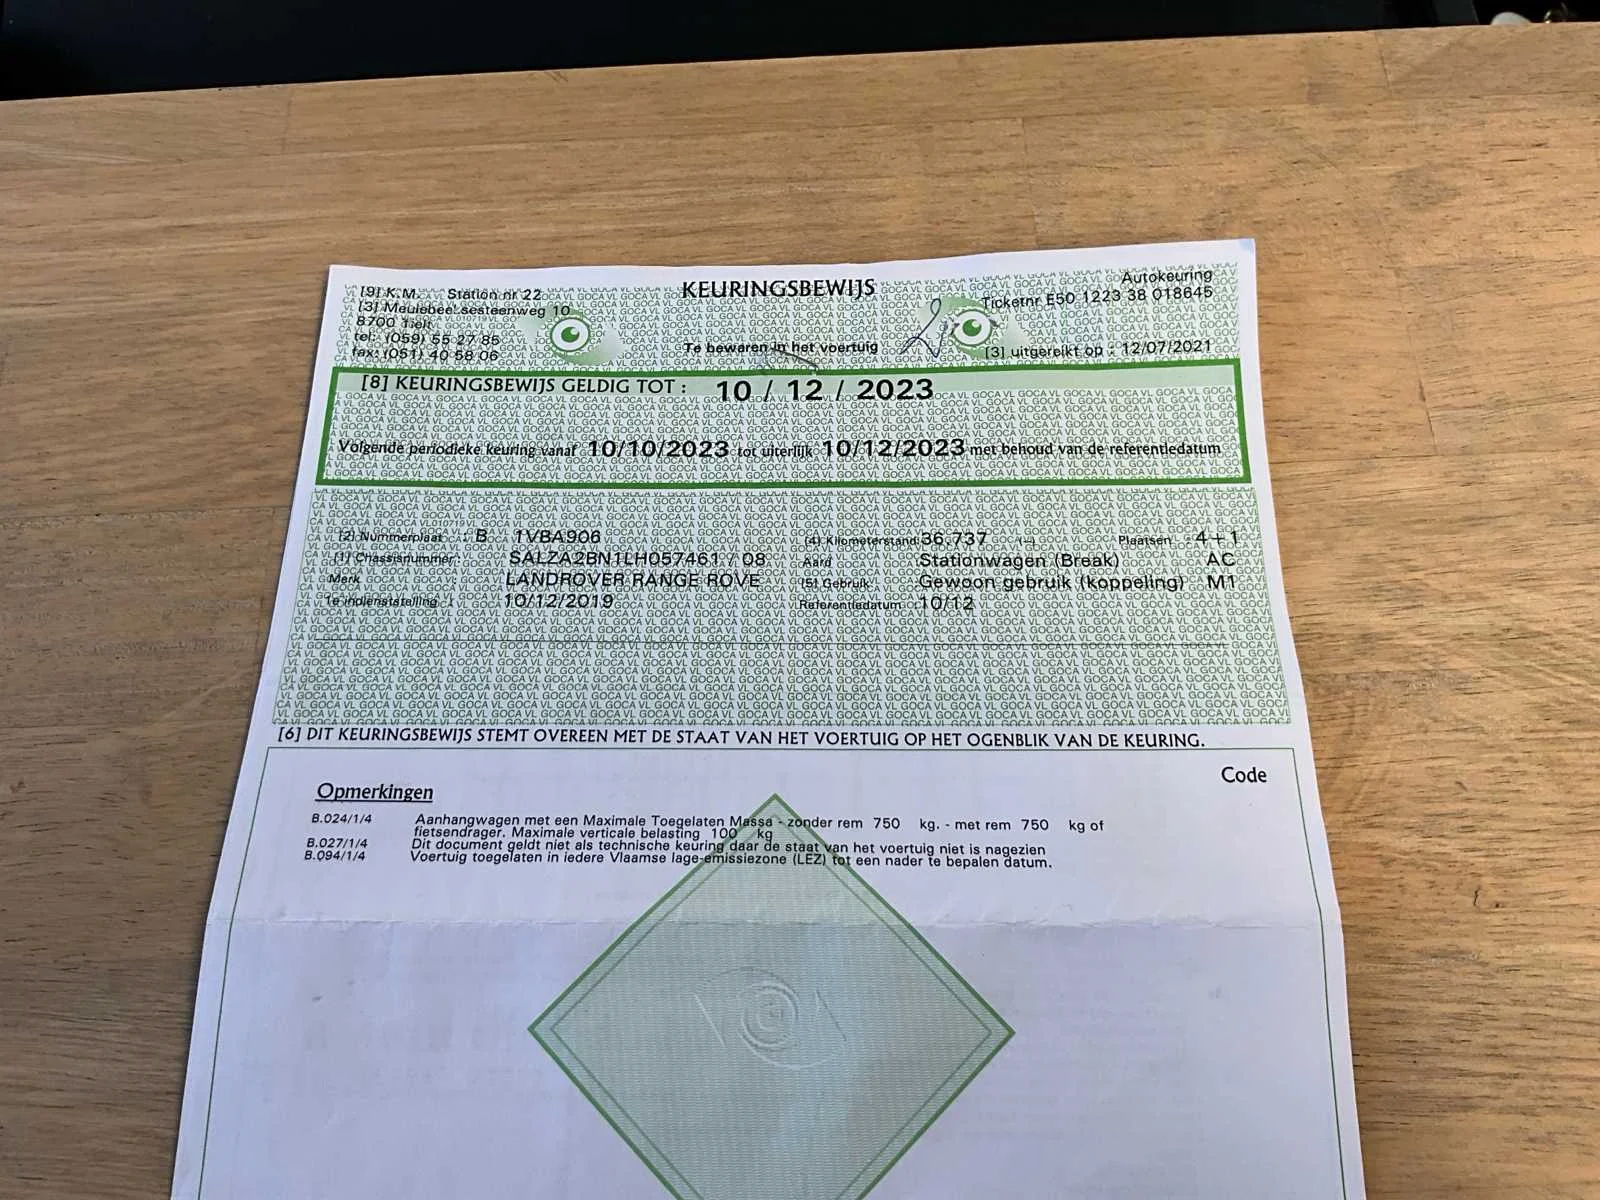 KEURINGSBEWIJS
Autokeuring
[9] K.M. Station nr 22
Ticketnr E50 1223 38 018645
[3] Meulebeekesteenweg 10
8700 Tielt
tel: (059) 55 27 85
fax: (051) 40 58 06
Te bewaren in het voertuig
[3] uitgereikt op : 12/07/2021
[8] KEURINGSBEWIJS GELDIG TOT : 10 / 12 / 2023
Volgende periodieke keuring vanaf 10/10/2023 tot uiterlijk 10/12/2023 met behoud van de referentiedatum
[2] Nummerplaat : B 1VBA906 [4] Kilometerstand: 36.737 (--) Plaatsen : 4+1
[1] Chassisnummer: SALZA2BN1LH057461 / 08 Aard : Stationwagen (Break) AC
Merk : LANDROVER RANGE ROVE [5] Gebruik : Gewoon gebruik (koppeling) M1
1e indienststelling : 10/12/2019 Referentiedatum : 10/12
[6] DIT KEURINGSBEWIJS STEMT OVEREEN MET DE STAAT VAN HET VOERTUIG OP HET OGENBLIK VAN DE KEURING.
Code
Opmerkingen
B.024/1/4 Aanhangwagen met een Maximale Toegelaten Massa - zonder rem 750 kg. - met rem 750 kg of
fietsendrager. Maximale verticale belasting 100 kg
B.027/1/4 Dit document geldt niet als technische keuring daar de staat van het voertuig niet is nagezien
B.094/1/4 Voertuig toegelaten in iedere Vlaamse lage-emissiezone (LEZ) tot een nader te bepalen datum.